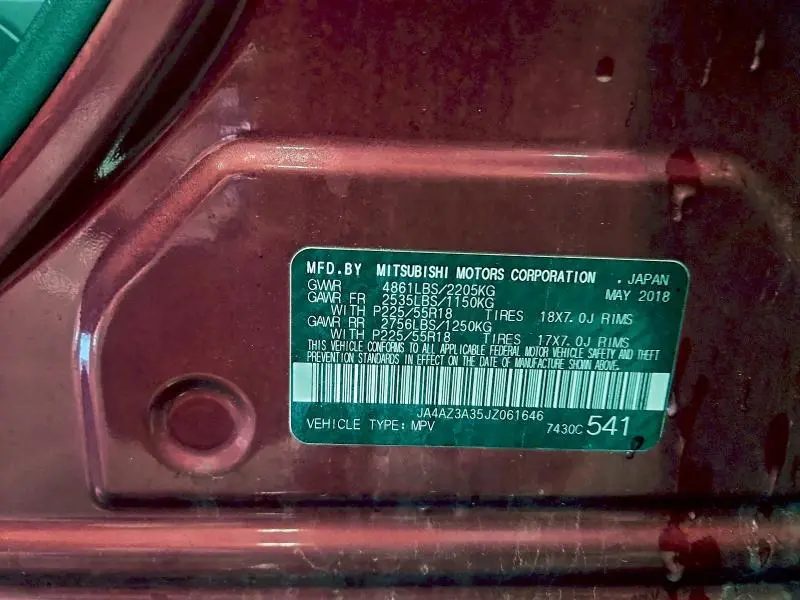 MFD.BY MITSUBISHI MOTORS CORPORATION , JAPAN
GVWR 4861LBS/2205KG MAY 2018
GAWR FR 2535LBS/1150KG
WITH P225/55R18 TIRES 18X7.0J RIMS
GAWR RR 2756LBS/1250KG
WITH P225/55R18 TIRES 17X7.0J RIMS
THIS VEHICLE CONFORMS TO ALL APPLICABLE FEDERAL MOTOR VEHICLE SAFETY AND THEFT
PREVENTION STANDARDS IN EFFECT ON THE DATE OF MANUFACTURE SHOWN ABOVE.
JA4AZ3A35JZ061646
VEHICLE TYPE: MPV 7430C 541